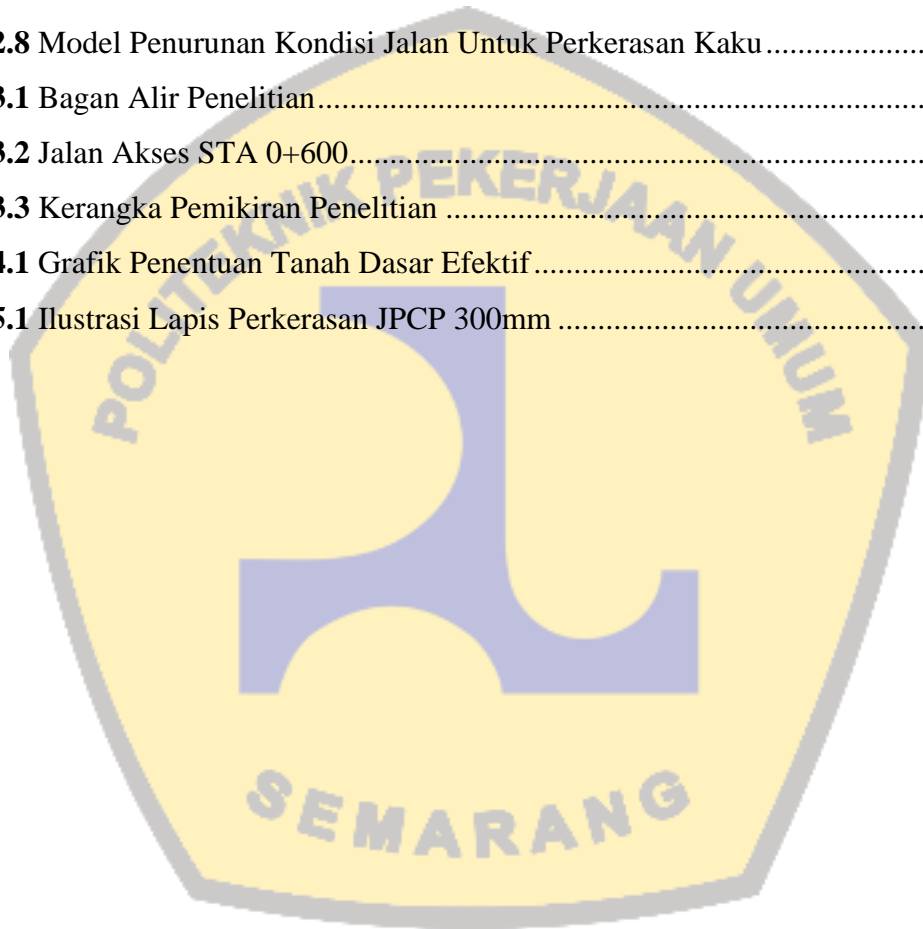 2.8 Model Penurunan Kondisi Jalan Untuk Perkerasan Kaku....................
3.1 Bagan Alir Penelitian....................
3.2 Jalan Akses STA 0+600....................
3.3 Kerangka Pemikiran Penelitian ....................
4.1 Grafik Penentuan Tanah Dasar Efektif....................
5.1 Ilustrasi Lapis Perkerasan JPCP 300mm ....................
POLITEKNIK PEKERJAAN UMUM
SEMARANG